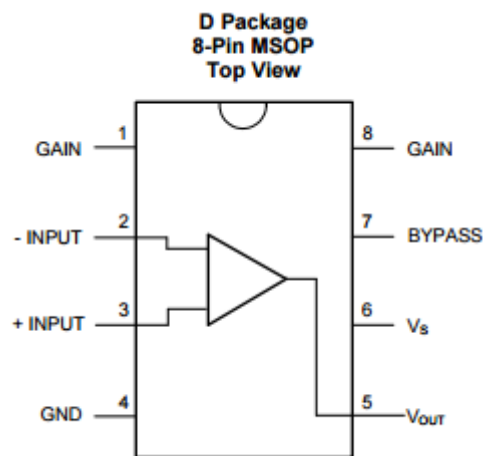 D Package
8-Pin MSOP
Top View
GAIN 1
8 GAIN
- INPUT 2
7 BYPASS
+ INPUT 3
6 VS
GND 4
5 VOUT